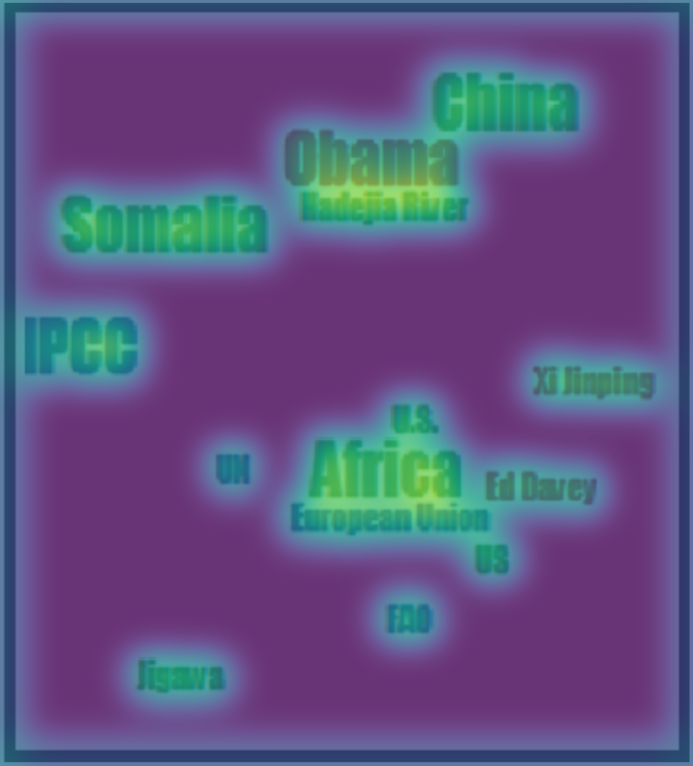 China
Obama
Hadejia River
Somalia
IPCC
Xi Jinping
U.S.
Africa
UN
Ed Davey
European Union
US
FAO
Jigawa